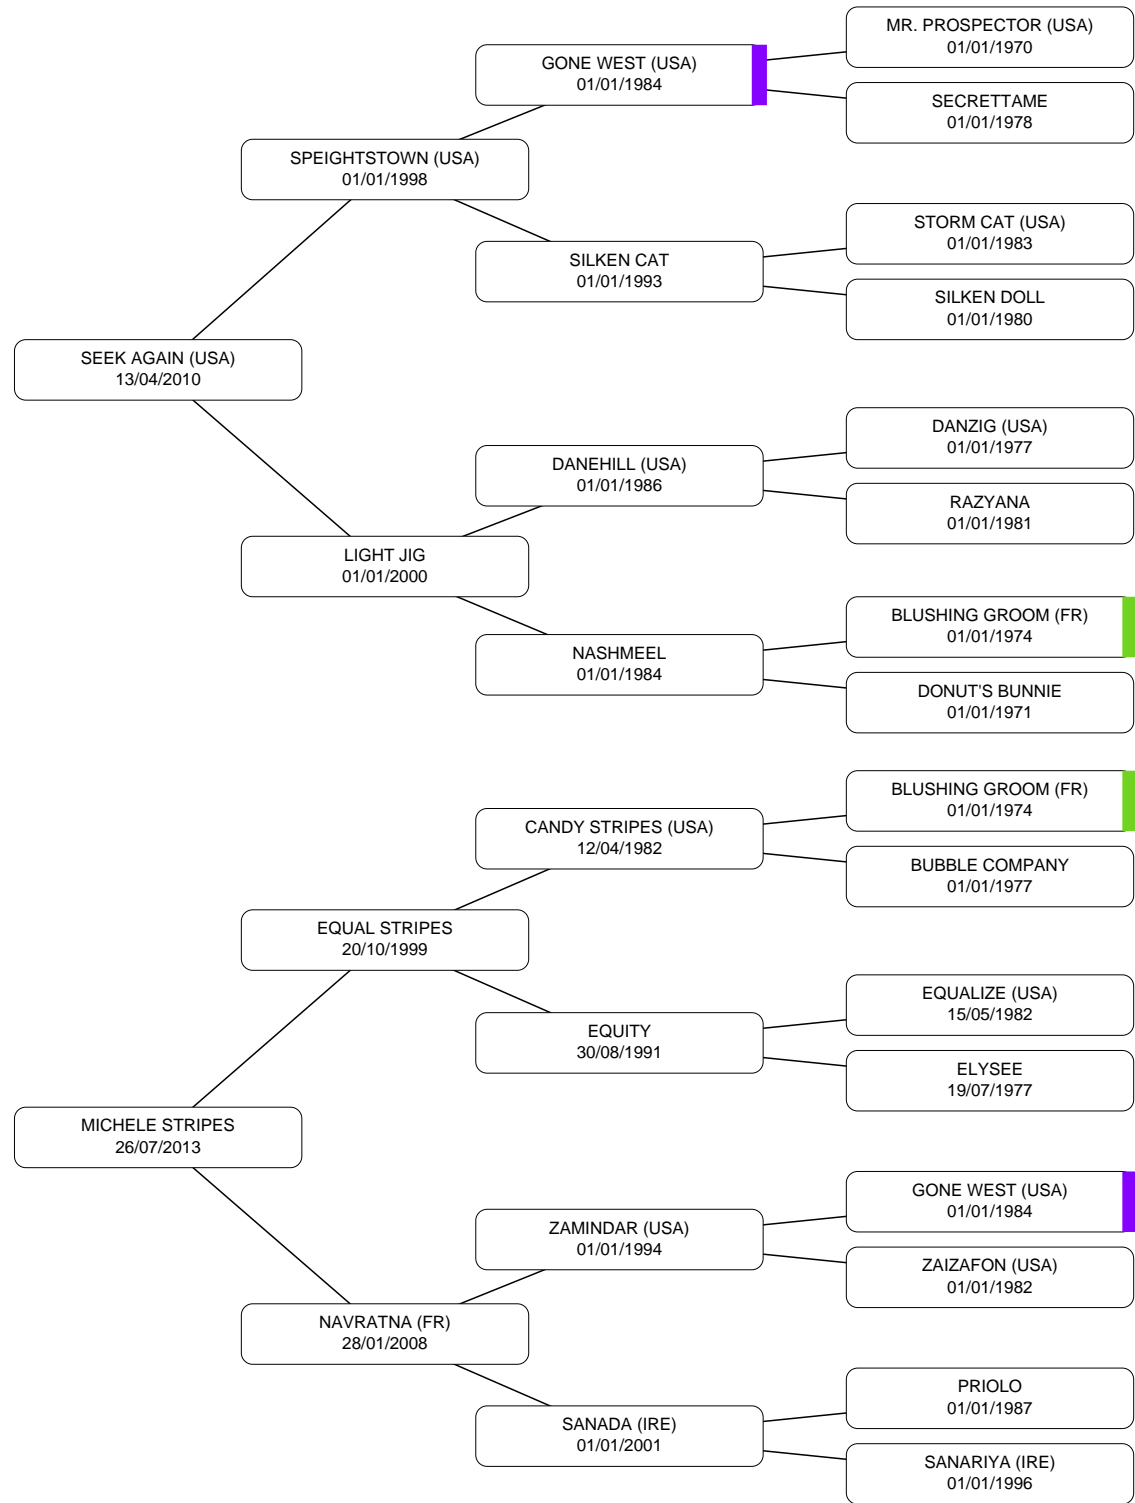 MR. PROSPECTOR (USA)
01/01/1970
GONE WEST (USA)
01/01/1984
SECRETTAME
01/01/1978
SPEIGHTSTOWN (USA)
01/01/1998
STORM CAT (USA)
01/01/1983
SILKEN CAT
01/01/1993
SILKEN DOLL
01/01/1980
SEEK AGAIN (USA)
13/04/2010
DANZIG (USA)
01/01/1977
DANEHILL (USA)
01/01/1986
RAZYANA
01/01/1981
LIGHT JIG
01/01/2000
BLUSHING GROOM (FR)
01/01/1974
NASHMEEL
01/01/1984
DONUT'S BUNNIE
01/01/1971
BLUSHING GROOM (FR)
01/01/1974
CANDY STRIPES (USA)
12/04/1982
BUBBLE COMPANY
01/01/1977
EQUAL STRIPES
20/10/1999
EQUALIZE (USA)
15/05/1982
EQUITY
30/08/1991
ELYSEE
19/07/1977
MICHELE STRIPES
26/07/2013
GONE WEST (USA)
01/01/1984
ZAMINDAR (USA)
01/01/1994
ZAIZAFON (USA)
01/01/1982
NAVRATNA (FR)
28/01/2008
PRIOLO
01/01/1987
SANADA (IRE)
01/01/2001
SANARIYA (IRE)
01/01/1996